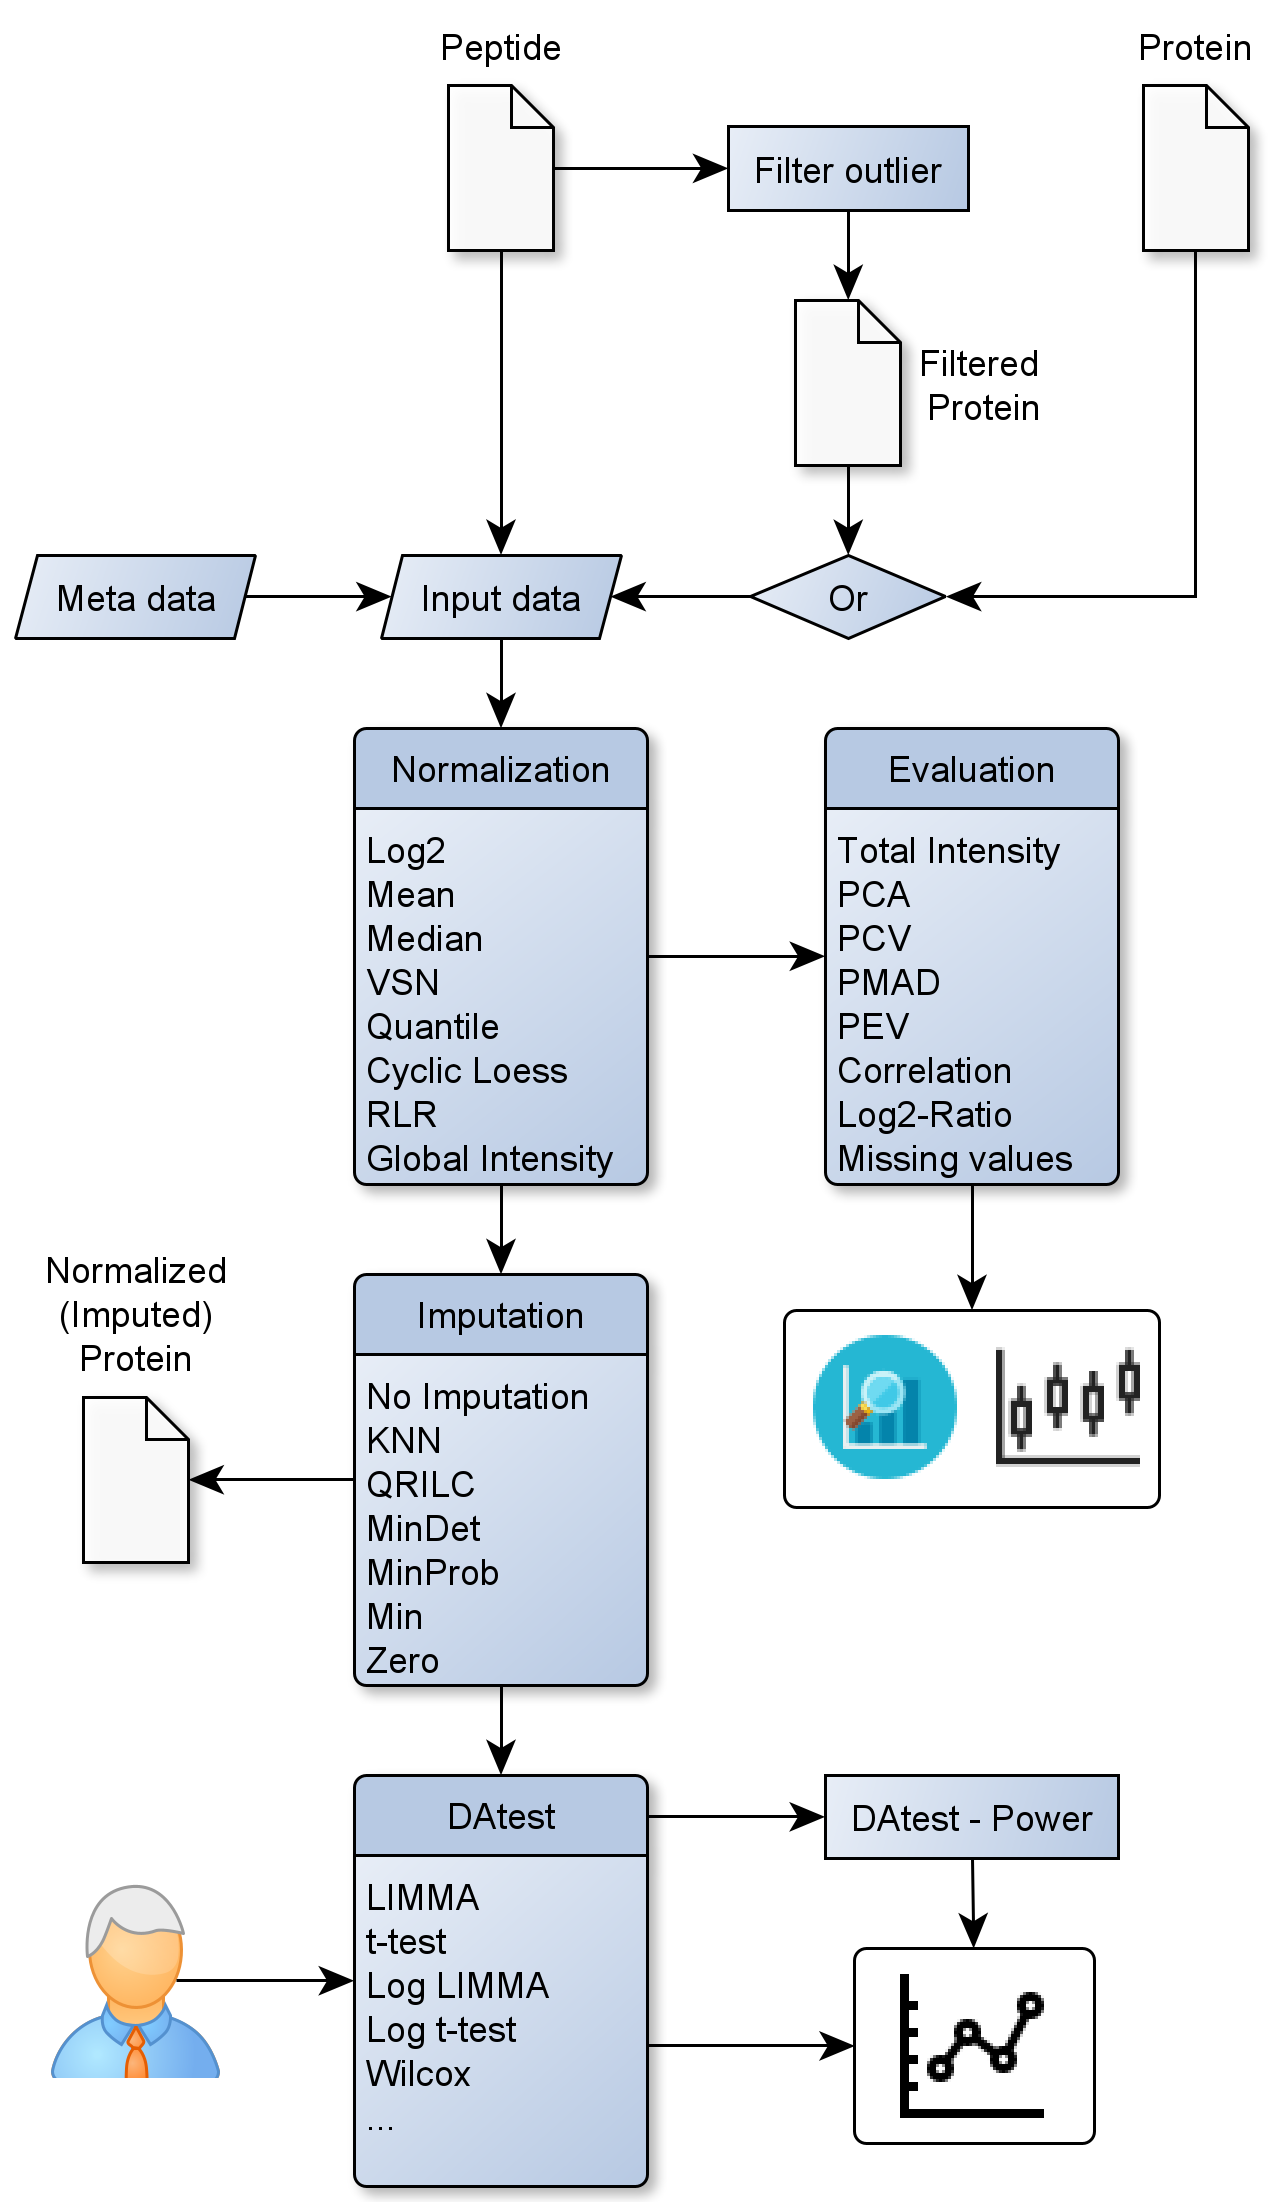 Peptide
Protein
Filter outlier
Filtered
Protein
Meta data
Input data
Or
Normalization
Log2
Mean
Median
VSN
Quantile
Cyclic Loess
RLR
Global Intensity
Evaluation
Total Intensity
PCA
PCV
PMAD
PEV
Correlation
Log2-Ratio
Missing values
Normalized
(Imputed)
Protein
Imputation
No Imputation
KNN
QRILC
MinDet
MinProb
Min
Zero
DAtest
LIMMA
t-test
Log LIMMA
Log t-test
Wilcox
...
DAtest - Power